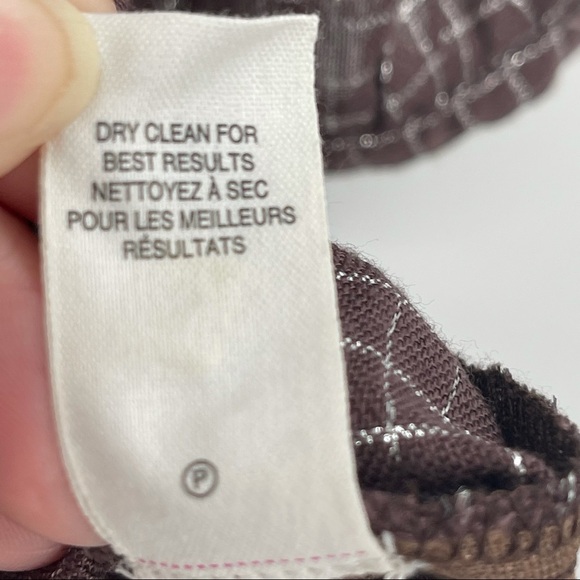 DRY CLEAN FOR
BEST RESULTS
NETTOYEZ À SEC
POUR LES MEILLEURS
RÉSULTATS
P